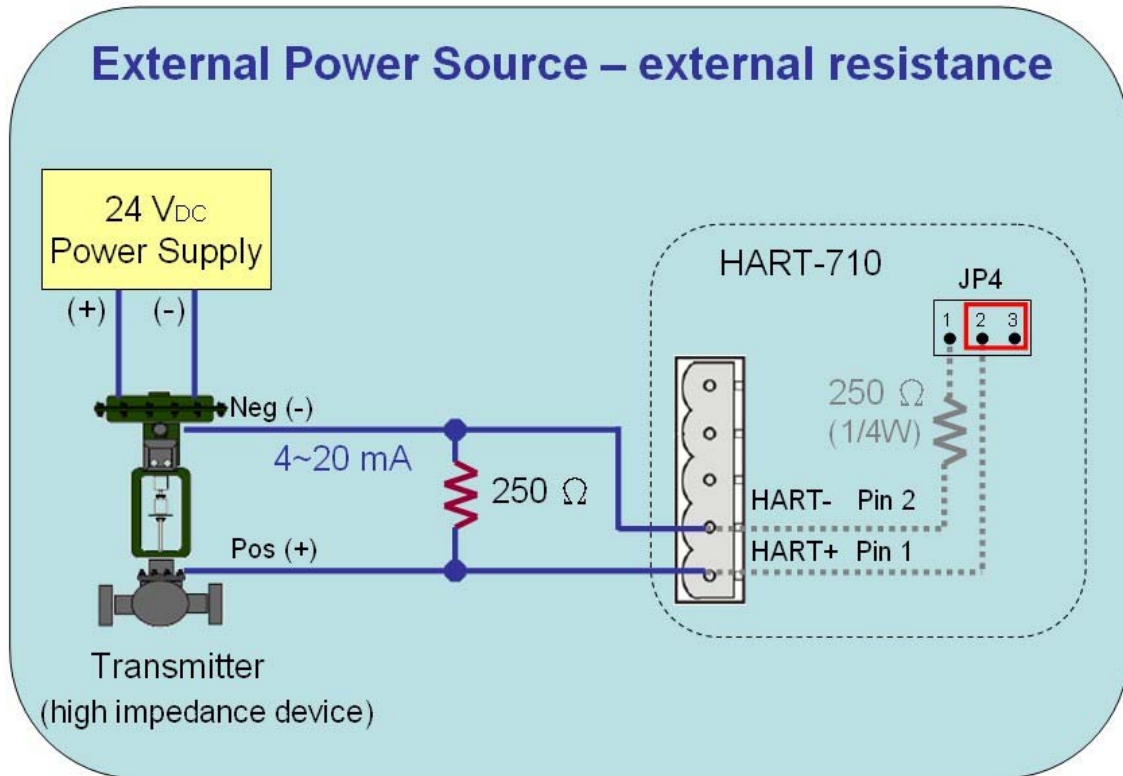 External Power Source – external resistance
24 VDC
Power Supply
(+) (-)
HART-710
JP4
1 2 3
Neg (-)
4~20 mA
250 Ω
250 Ω
(1/4W)
HART- Pin 2
Pos (+)
HART+ Pin 1
Transmitter
(high impedance device)